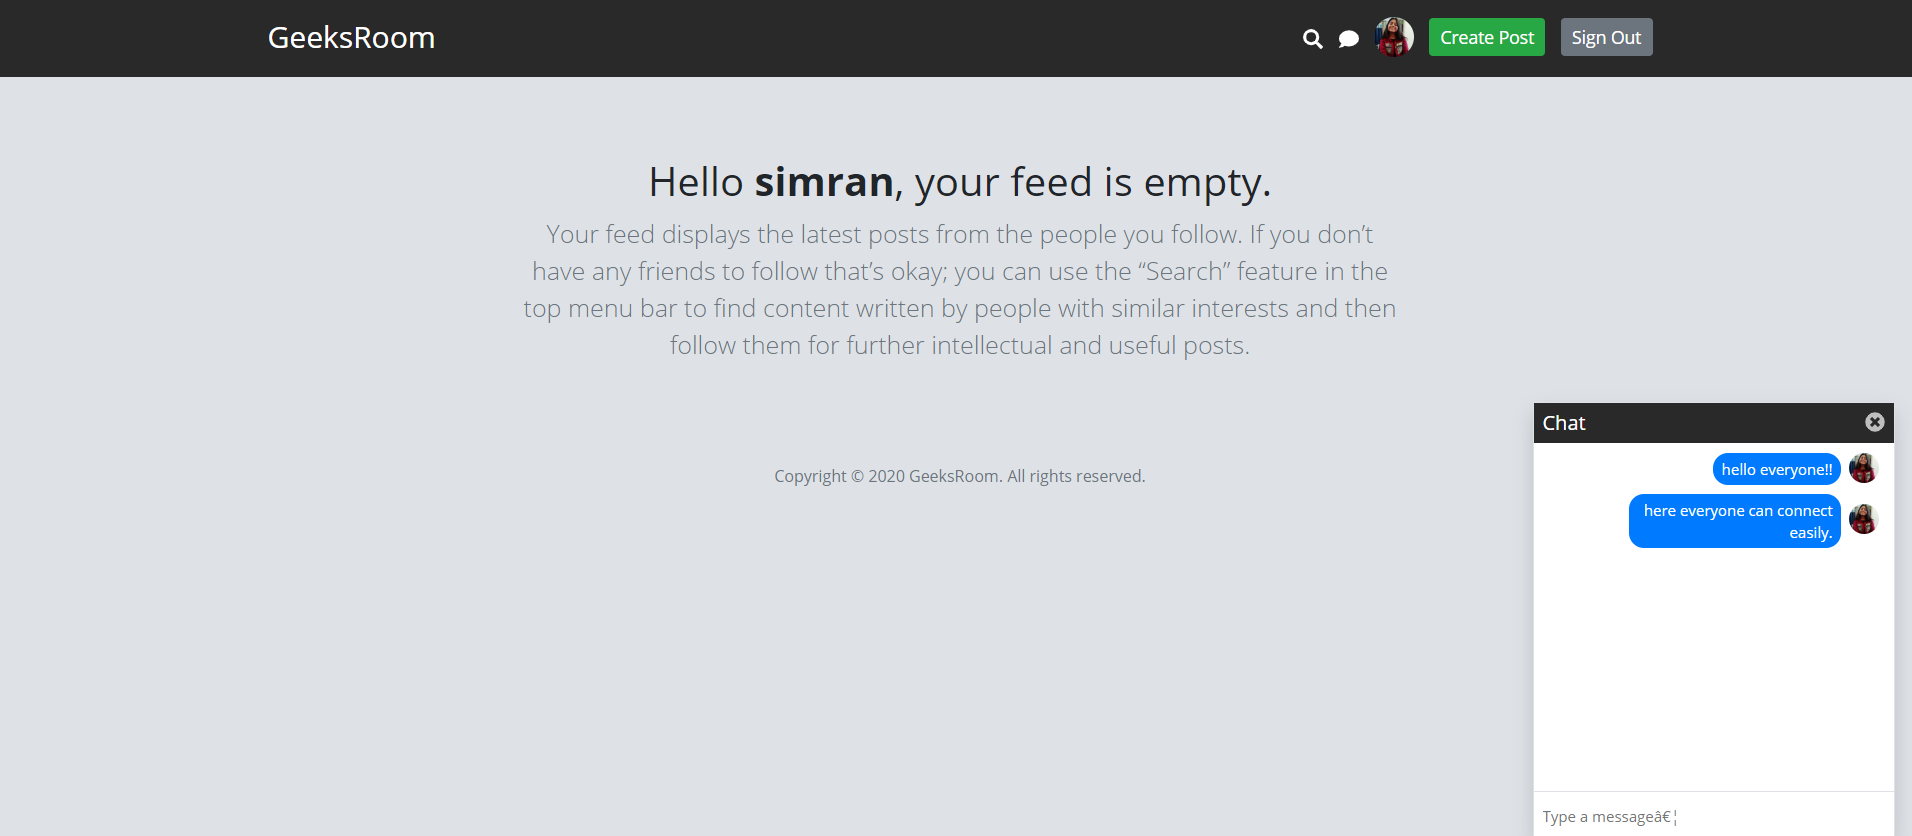 GeeksRoom
Create Post
Sign Out
Hello simran, your feed is empty.
Your feed displays the latest posts from the people you follow. If you don’t
have any friends to follow that’s okay; you can use the “Search” feature in the
top menu bar to find content written by people with similar interests and then
follow them for further intellectual and useful posts.
Copyright © 2020 GeeksRoom. All rights reserved.
Chat
hello everyone!!
here everyone can connect
easily.
Type a messageâ€¦